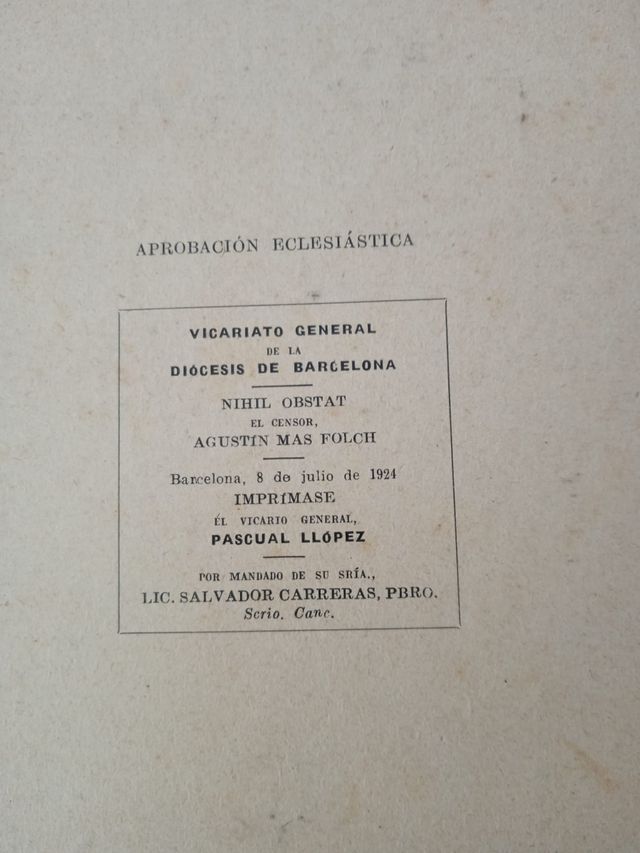 APROBACIÓN ECLESIÁSTICA
VICARIATO GENERAL
DE LA
DIÓCESIS DE BARCELONA
NIHIL OBSTAT
EL CENSOR,
AGUSTÍN MAS FOLCH
Barcelona, 8 de julio de 1924
IMPRÍMASE
EL VICARIO GENERAL,
PASCUAL LLÓPEZ
POR MANDADO DE SU SRÍA.,
LIC. SALVADOR CARRERAS, PBRO.
Scrio. Canc.